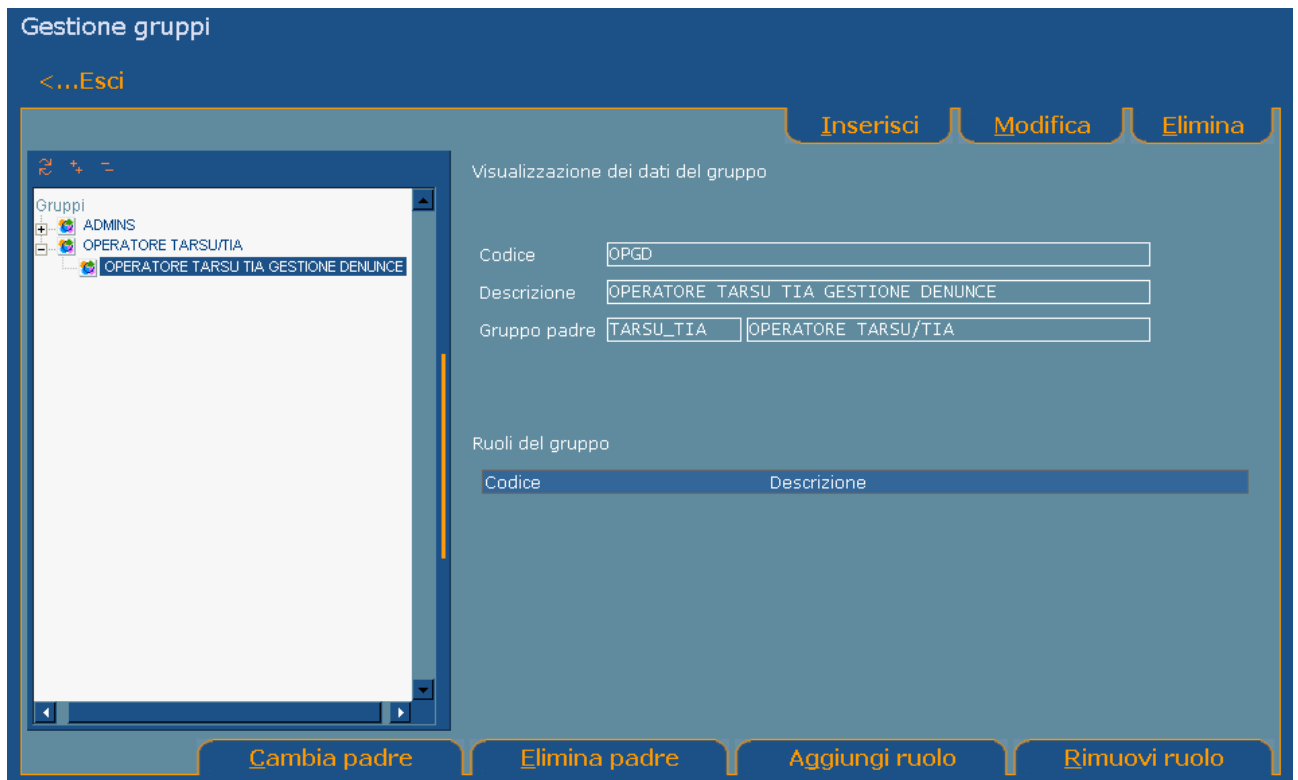 Gestione gruppi
<...Esci
Inserisci Modifica Elimina
Gruppi
ADMINS
OPERATORE TARSU/TIA
OPERATORE TARSU TIA GESTIONE DENUNCE
Visualizzazione dei dati del gruppo
Codice OPGD
Descrizione OPERATORE TARSU TIA GESTIONE DENUNCE
Gruppo padre TARSU_TIA OPERATORE TARSU/TIA
Ruoli del gruppo
Codice Descrizione
Cambia padre Elimina padre Aggiungi ruolo Rimuovi ruolo